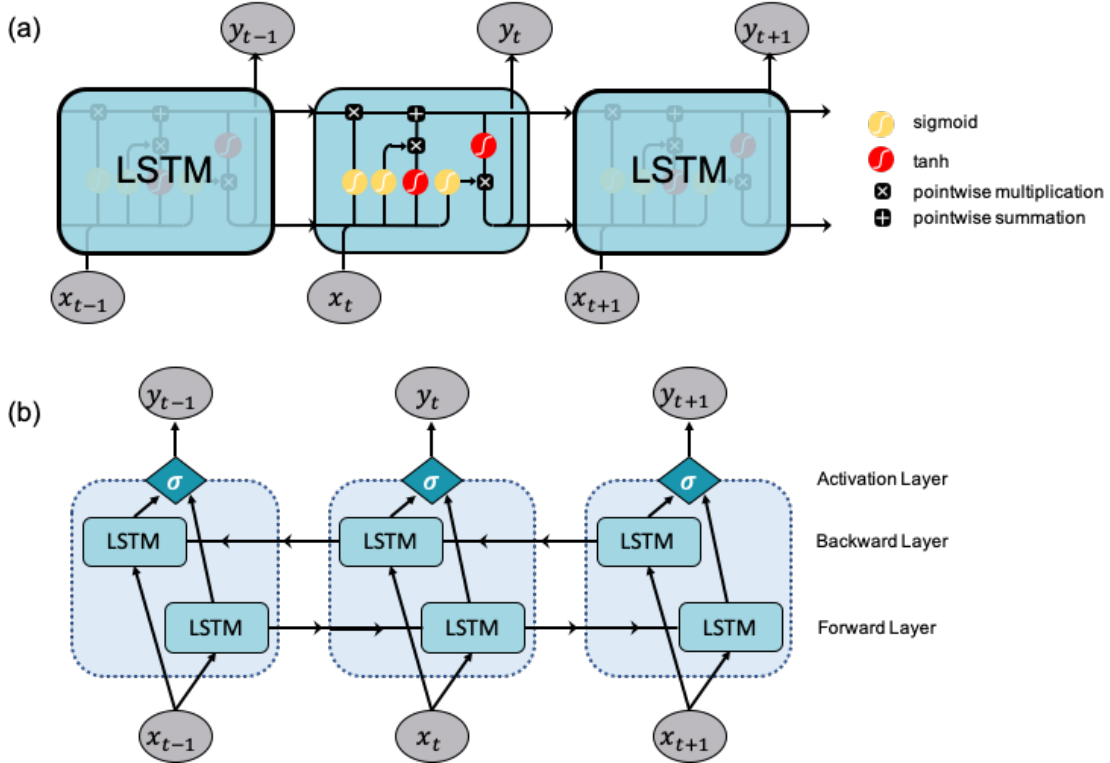 (a)
y_{t−1}
y_t
y_{t+1}
LSTM
LSTM
sigmoid
tanh
pointwise multiplication
pointwise summation
x_{t−1}
x_t
x_{t+1}
(b)
y_{t−1}
y_t
y_{t+1}
σ
σ
σ
Activation Layer
LSTM
LSTM
LSTM
Backward Layer
LSTM
LSTM
LSTM
Forward Layer
x_{t−1}
x_t
x_{t+1}